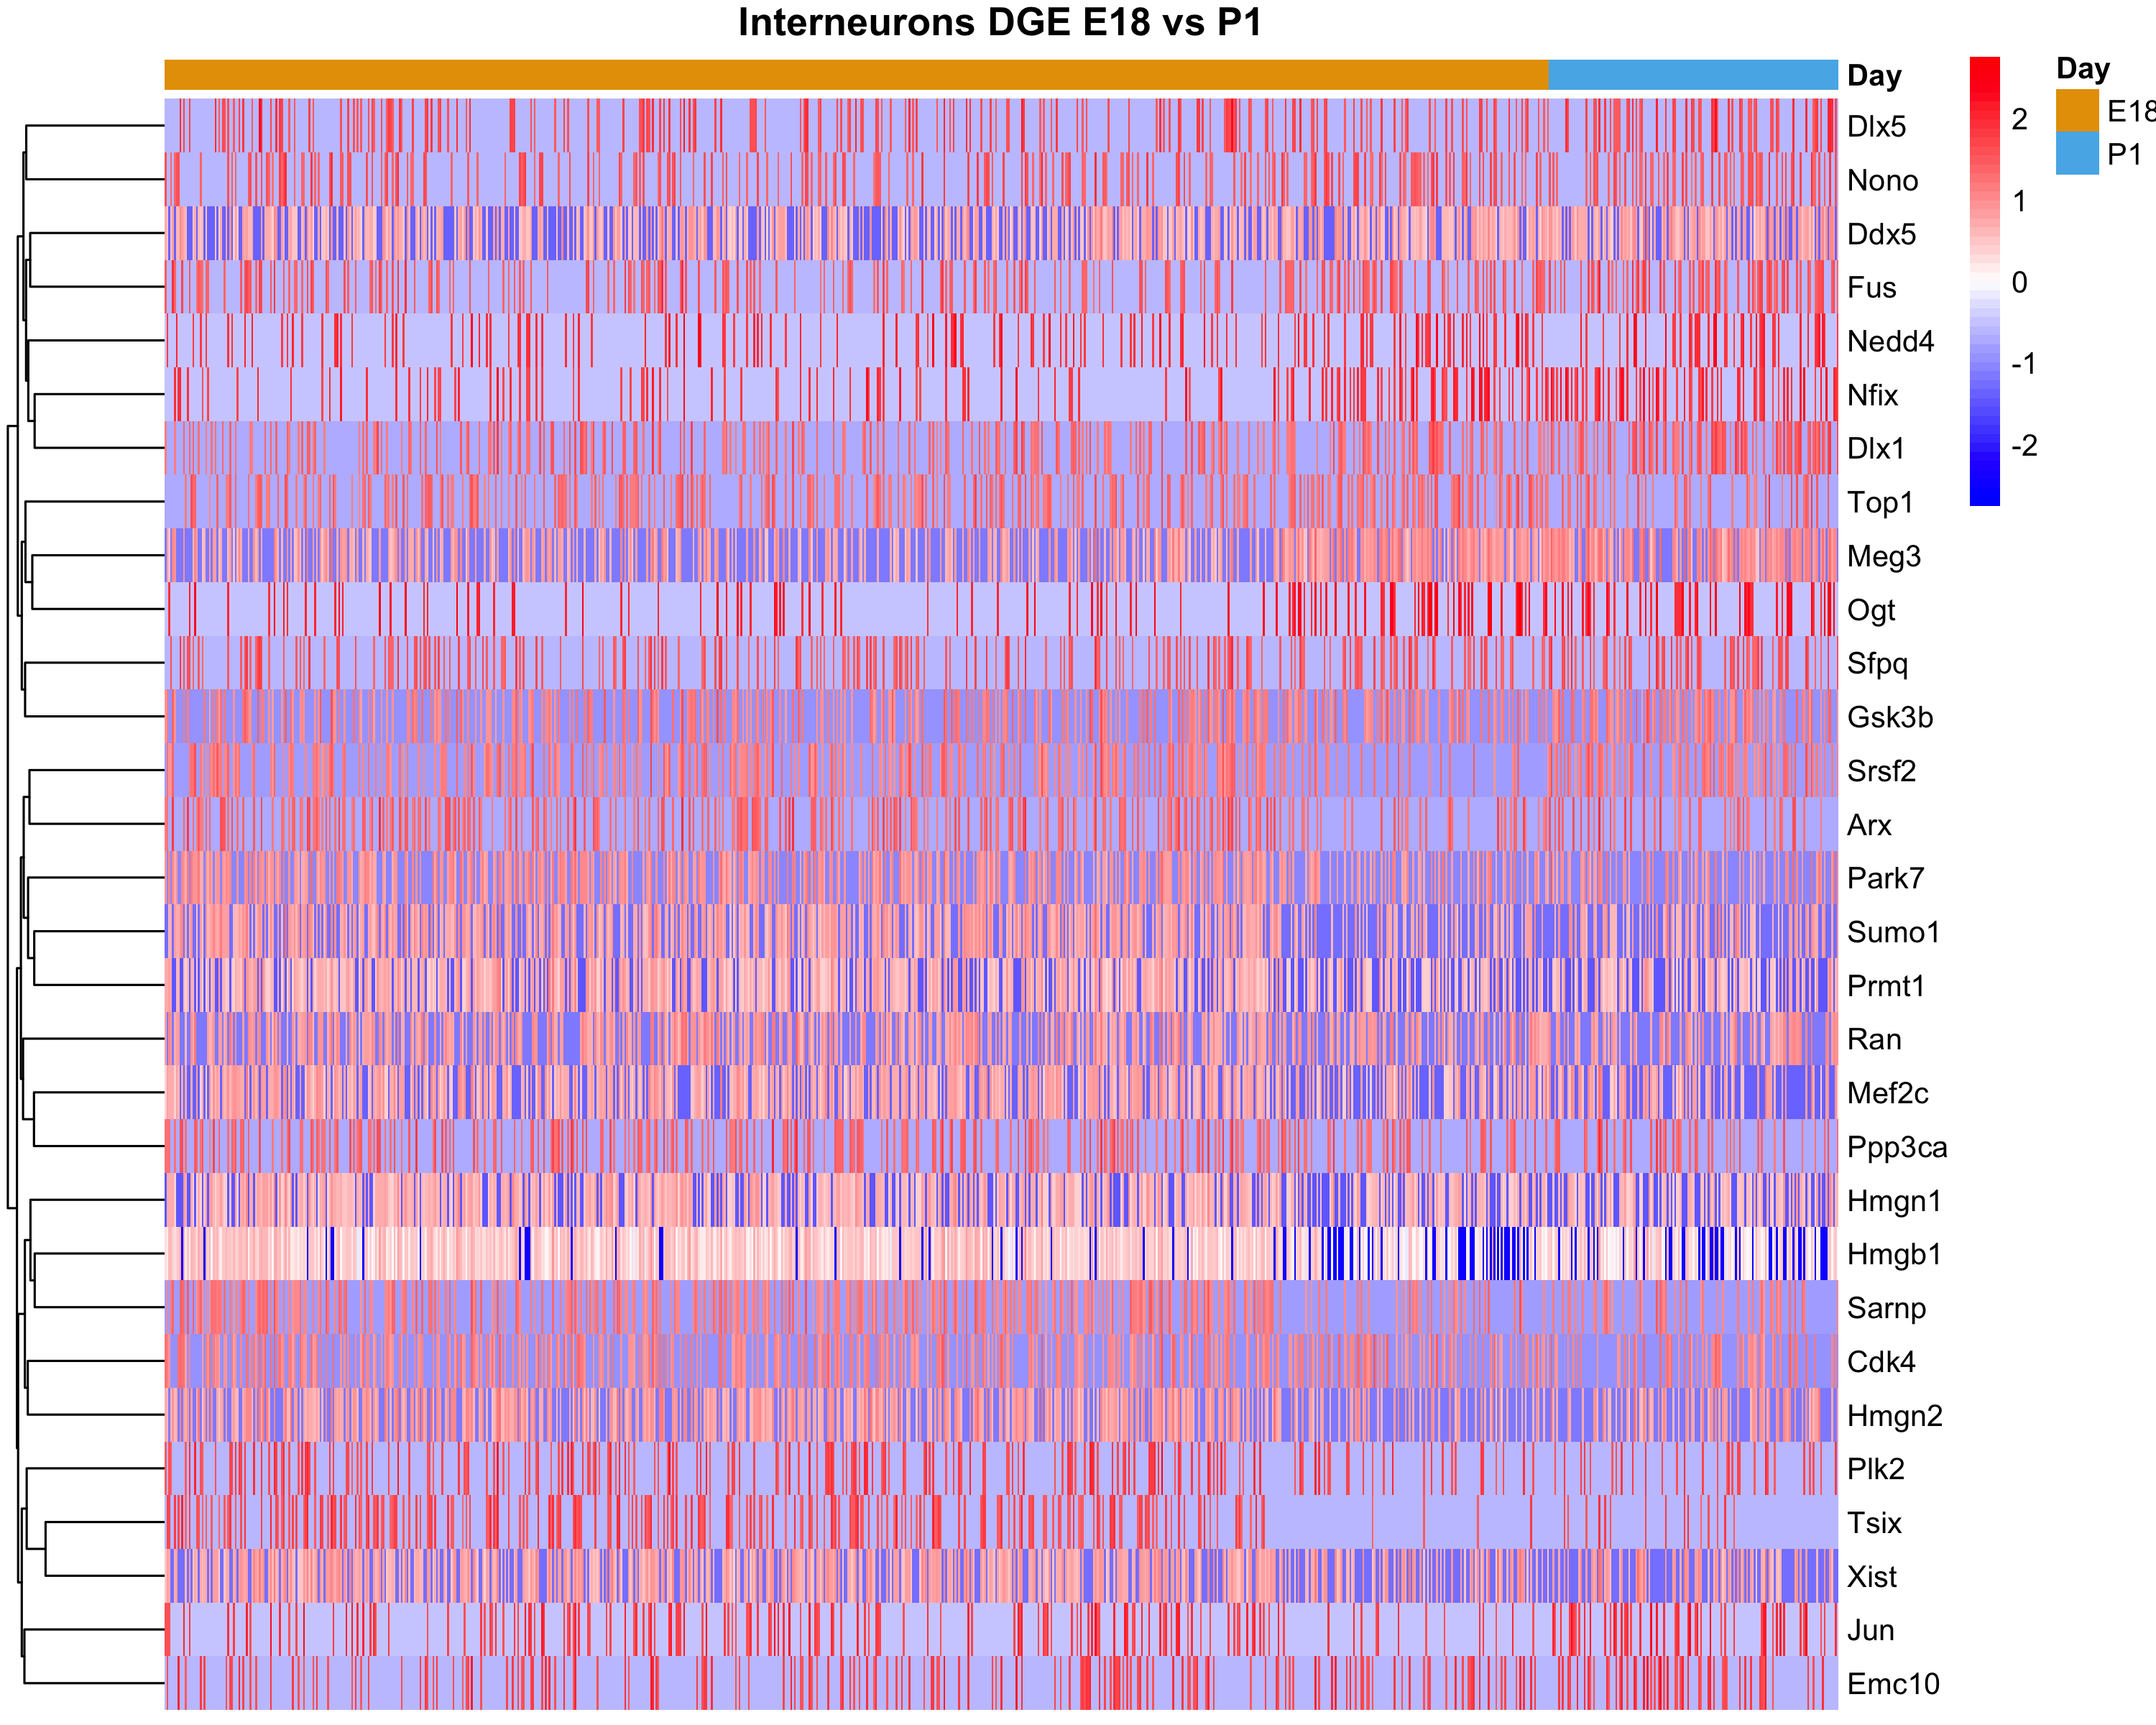 Interneurons DGE E18 vs P1
Day
Day
E18
P1
2
1
0
-1
-2
Dlx5
Nono
Ddx5
Fus
Nedd4
Nfix
Dlx1
Top1
Meg3
Ogt
Sfpq
Gsk3b
Srsf2
Arx
Park7
Sumo1
Prmt1
Ran
Mef2c
Ppp3ca
Hmgn1
Hmgb1
Sarnp
Cdk4
Hmgn2
Plk2
Tsix
Xist
Jun
Emc10